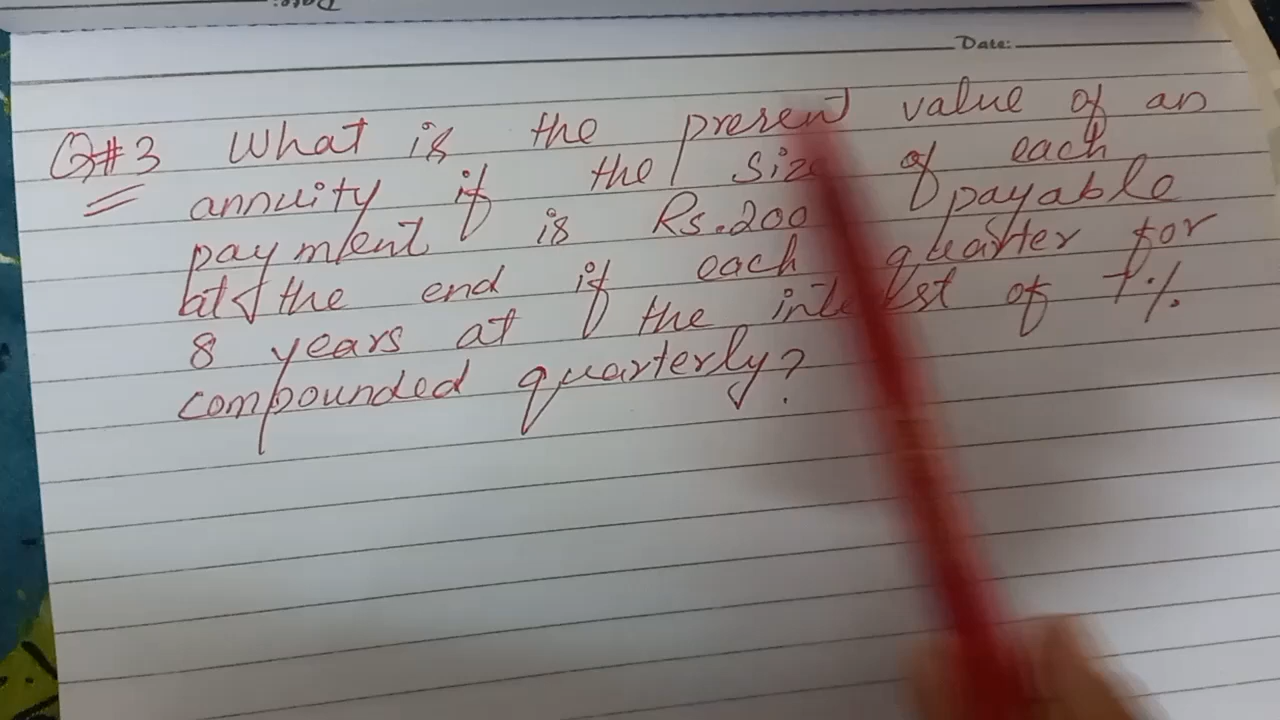 Date:
Q#3 What is the present value of an
annuity if the size of each
payment is Rs.200 payable
at the end if each quarter for
8 years at the interest of 7%
compounded quarterly?